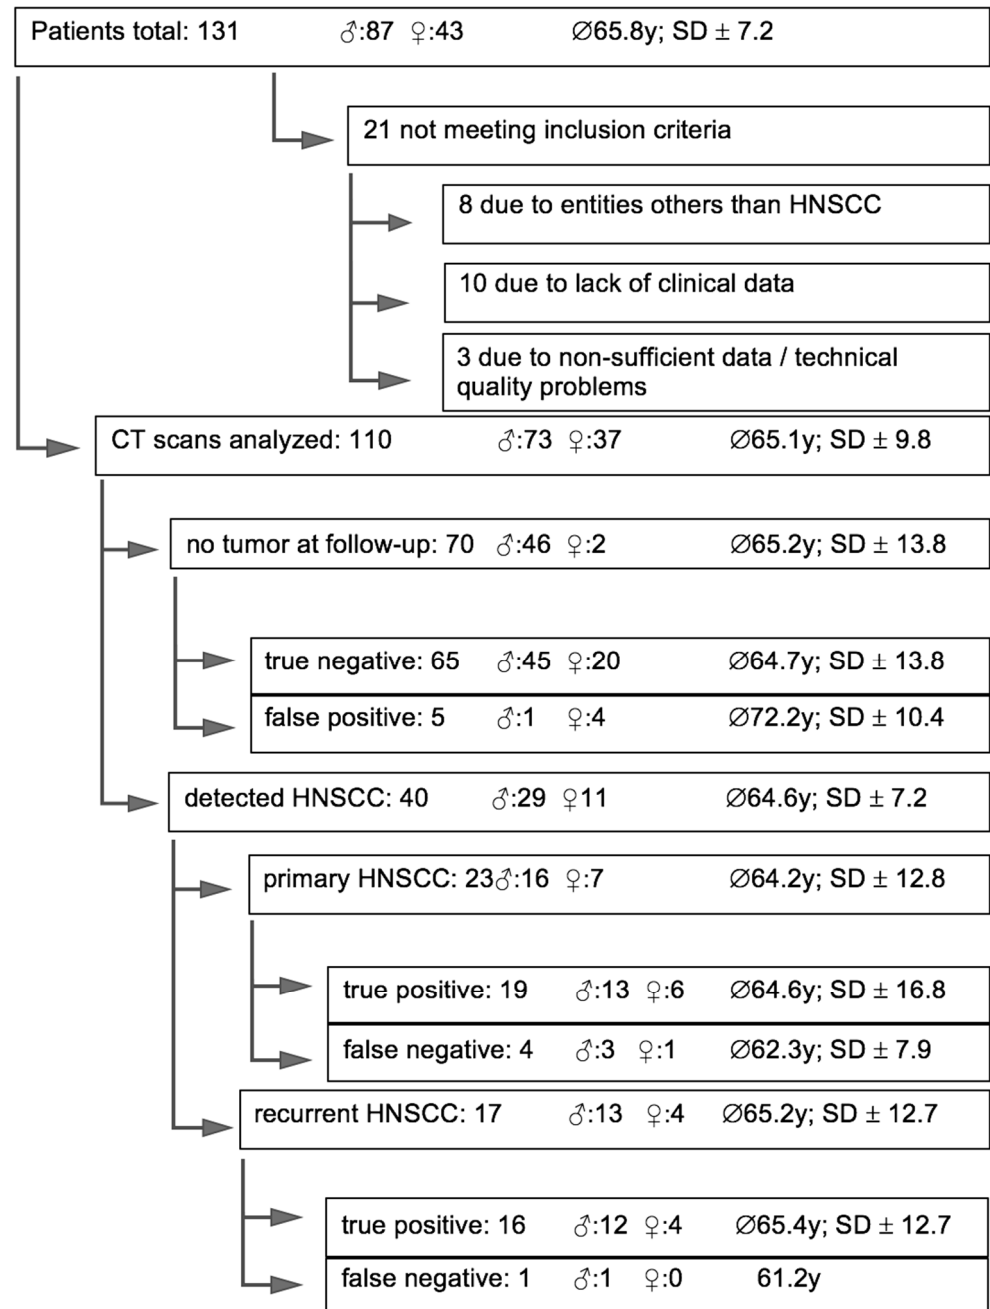 Patients total: 131 ♂:87 ♀:43 ∅65.8y; SD ± 7.2
21 not meeting inclusion criteria
8 due to entities others than HNSCC
10 due to lack of clinical data
3 due to non-sufficient data / technical
quality problems
CT scans analyzed: 110 ♂:73 ♀:37 ∅65.1y; SD ± 9.8
no tumor at follow-up: 70 ♂:46 ♀:2 ∅65.2y; SD ± 13.8
true negative: 65 ♂:45 ♀:20 ∅64.7y; SD ± 13.8
false positive: 5 ♂:1 ♀:4 ∅72.2y; SD ± 10.4
detected HNSCC: 40 ♂:29 ♀11 ∅64.6y; SD ± 7.2
primary HNSCC: 23♂:16 ♀:7 ∅64.2y; SD ± 12.8
true positive: 19 ♂:13 ♀:6 ∅64.6y; SD ± 16.8
false negative: 4 ♂:3 ♀:1 ∅62.3y; SD ± 7.9
recurrent HNSCC: 17 ♂:13 ♀:4 ∅65.2y; SD ± 12.7
true positive: 16 ♂:12 ♀:4 ∅65.4y; SD ± 12.7
false negative: 1 ♂:1 ♀:0 61.2y